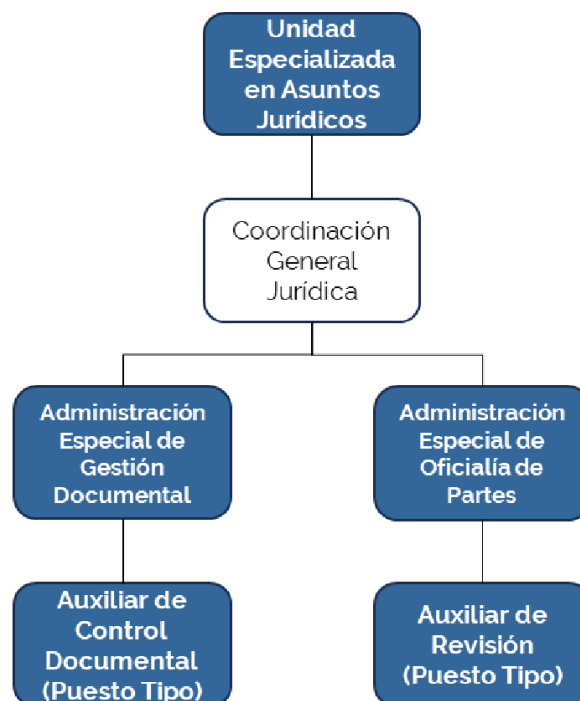 Unidad
Especializada
en Asuntos
Jurídicos
Coordinación
General
Jurídica
Administración
Especial de
Gestión
Documental
Administración
Especial de
Oficialía de
Partes
Auxiliar de
Control
Documental
(Puesto Tipo)
Auxiliar de
Revisión
(Puesto Tipo)